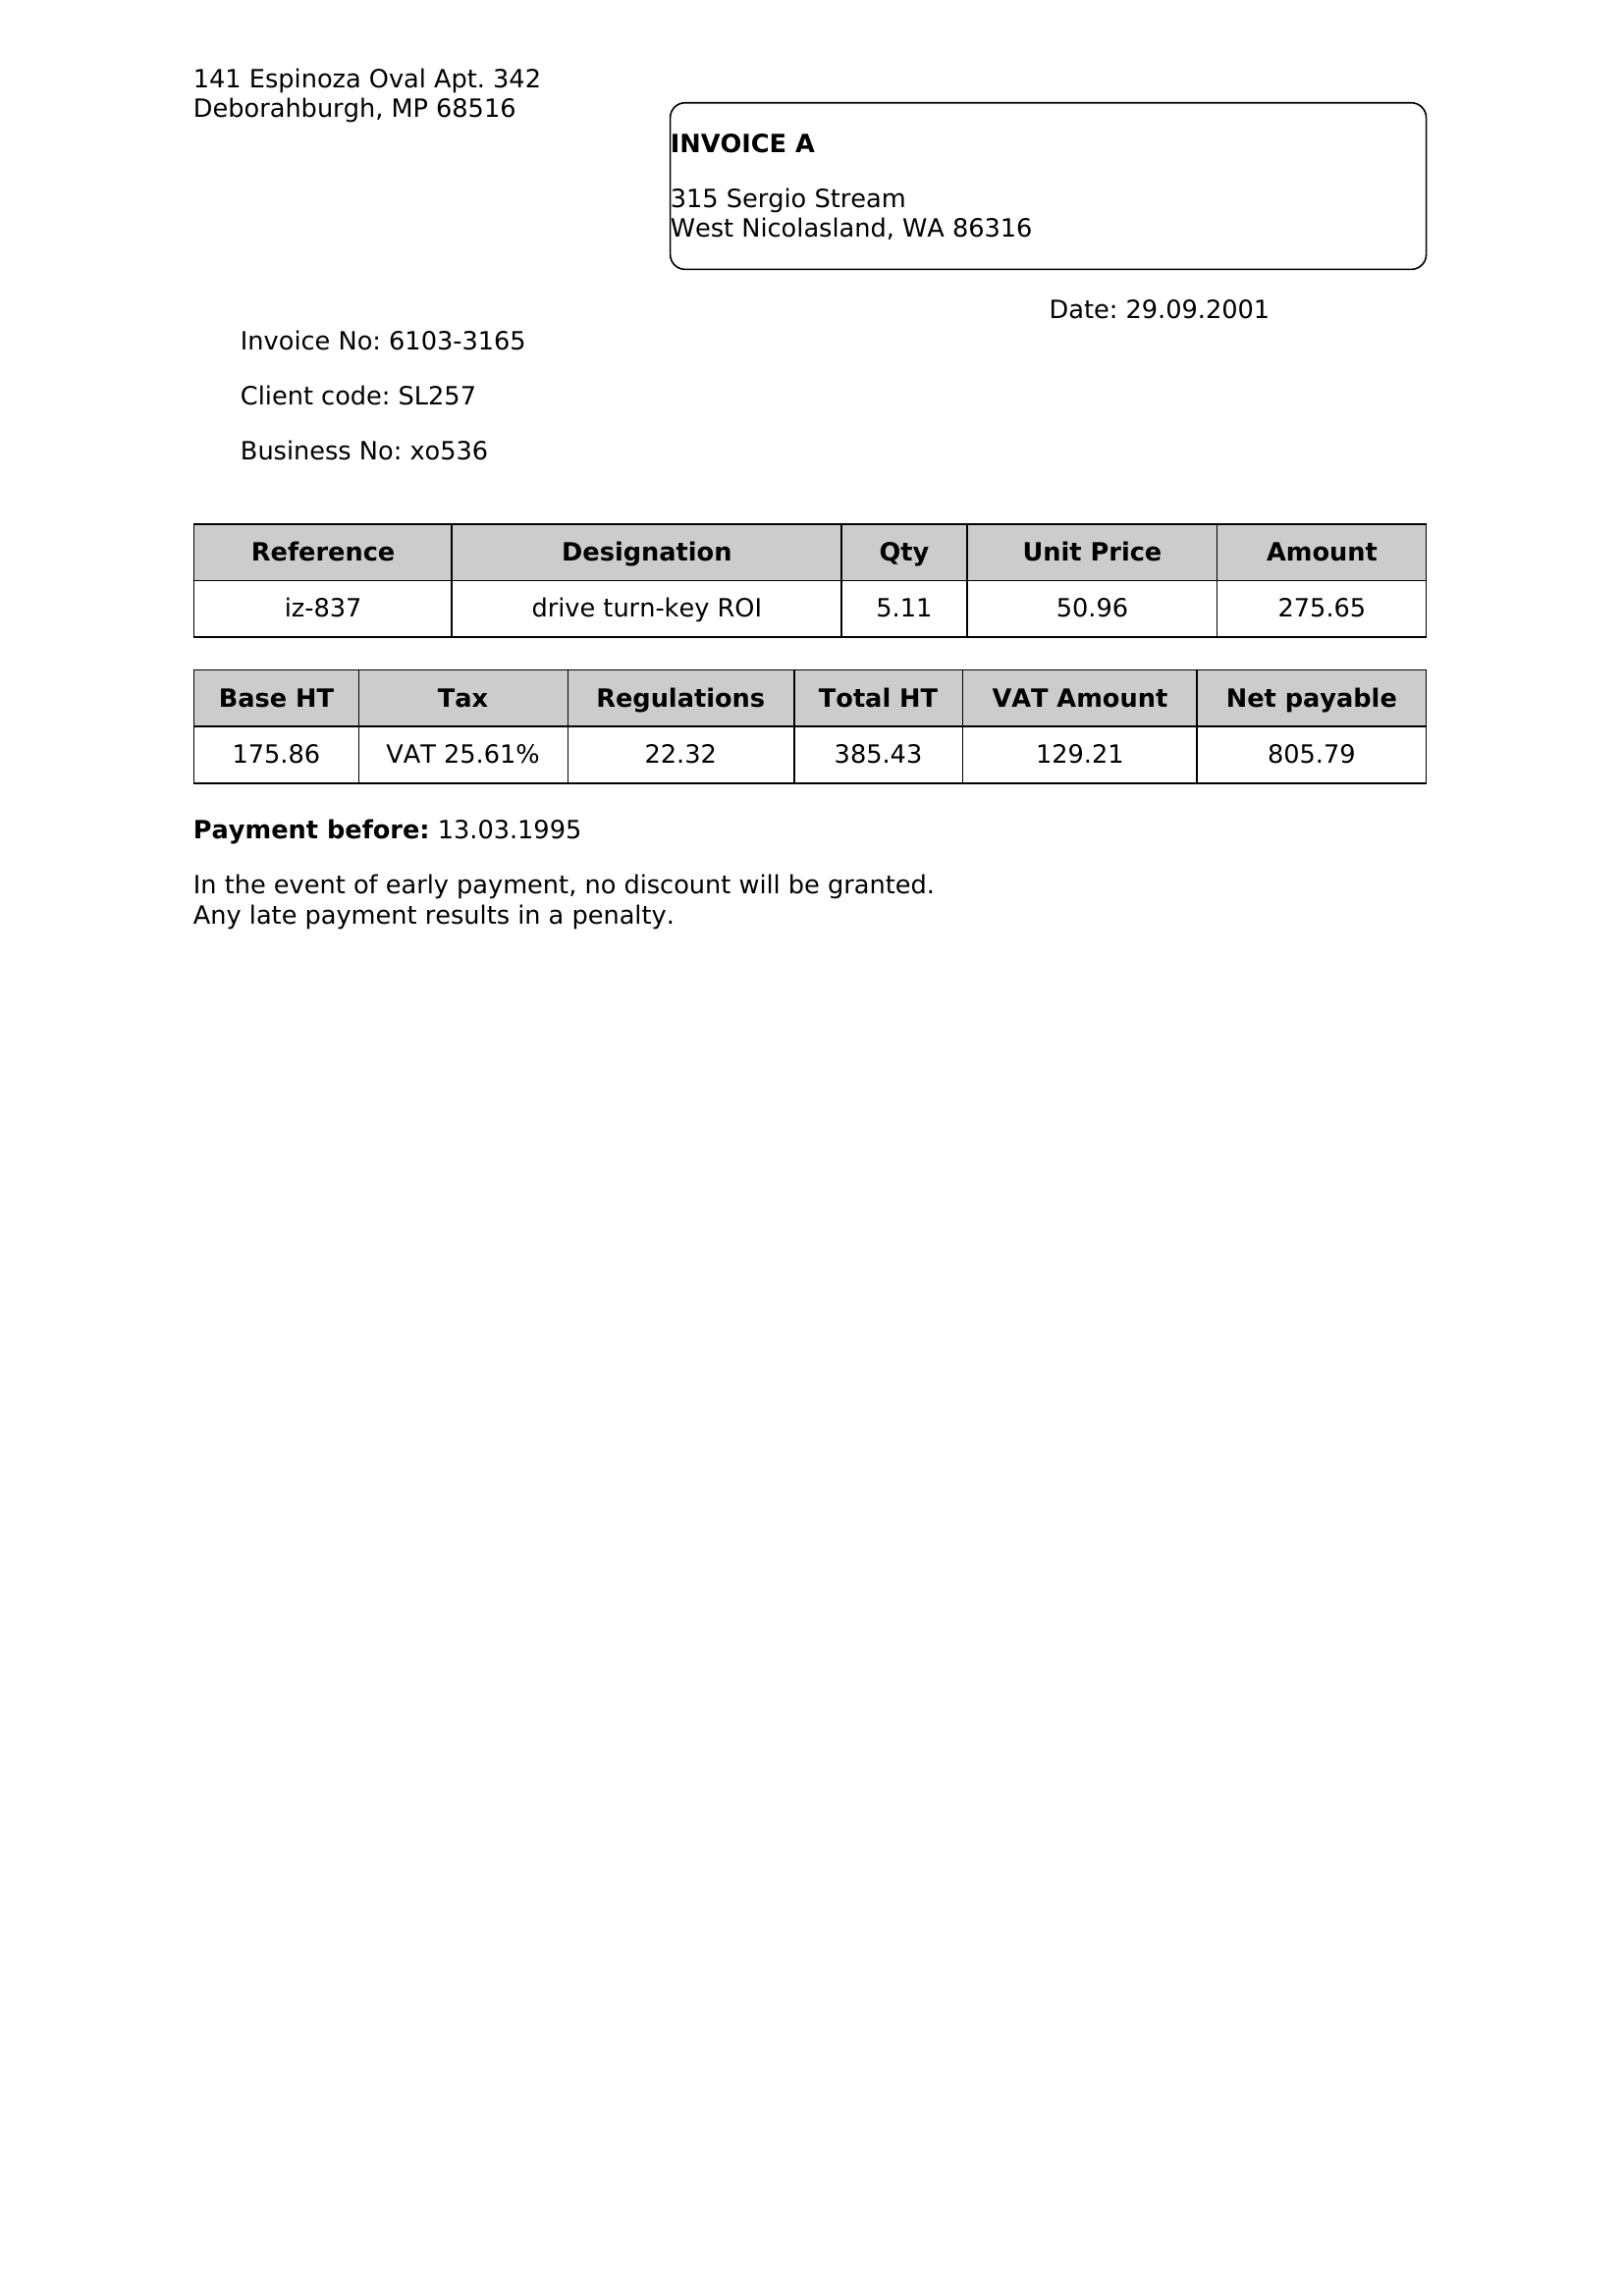 141 Espinoza Oval Apt. 342
Deborahburgh, MP 68516
INVOICE A
315 Sergio Stream
West Nicolasland, WA 86316
Date: 29.09.2001
Invoice No: 6103-3165
Client code: SL257
Business No: xo536
Reference Designation Qty Unit Price Amount
iz-837 drive turn-key ROI 5.11 50.96 275.65
Base HT Tax Regulations Total HT VAT Amount Net payable
175.86 VAT 25.61% 22.32 385.43 129.21 805.79
Payment before: 13.03.1995
In the event of early payment, no discount will be granted.
Any late payment results in a penalty.